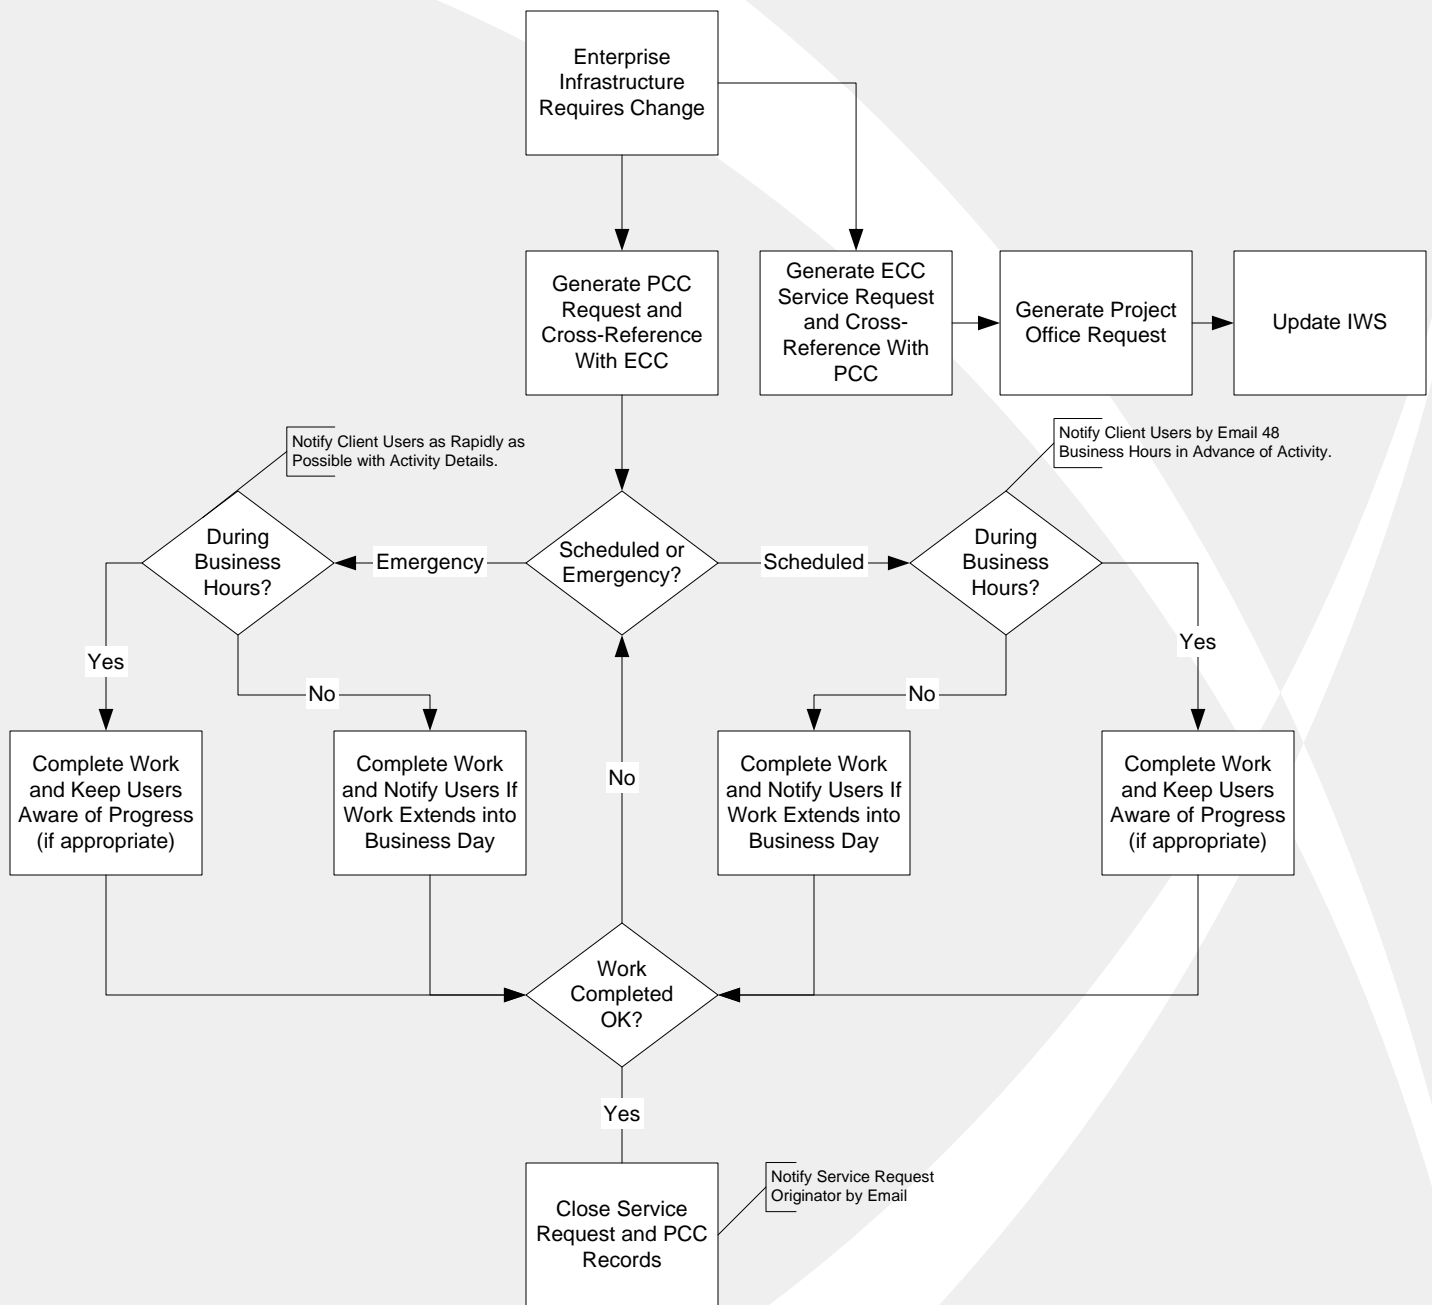 Enterprise
Infrastructure
Requires Change
Generate PCC
Request and
Cross-Reference
With ECC
Generate ECC
Service Request
and Cross-
Reference With
PCC
Generate Project
Office Request
Update IWS
Notify Client Users as Rapidly as
Possible with Activity Details.
Notify Client Users by Email 48
Business Hours in Advance of Activity.
During
Business
Hours?
Emergency
Scheduled or
Emergency?
Scheduled
During
Business
Hours?
Yes
No
No
Yes
Complete Work
and Keep Users
Aware of Progress
(if appropriate)
Complete Work
and Notify Users If
Work Extends into
Business Day
No
Complete Work
and Notify Users If
Work Extends into
Business Day
Complete Work
and Keep Users
Aware of Progress
(if appropriate)
Work
Completed
OK?
Yes
Close Service
Request and PCC
Records
Notify Service Request
Originator by Email